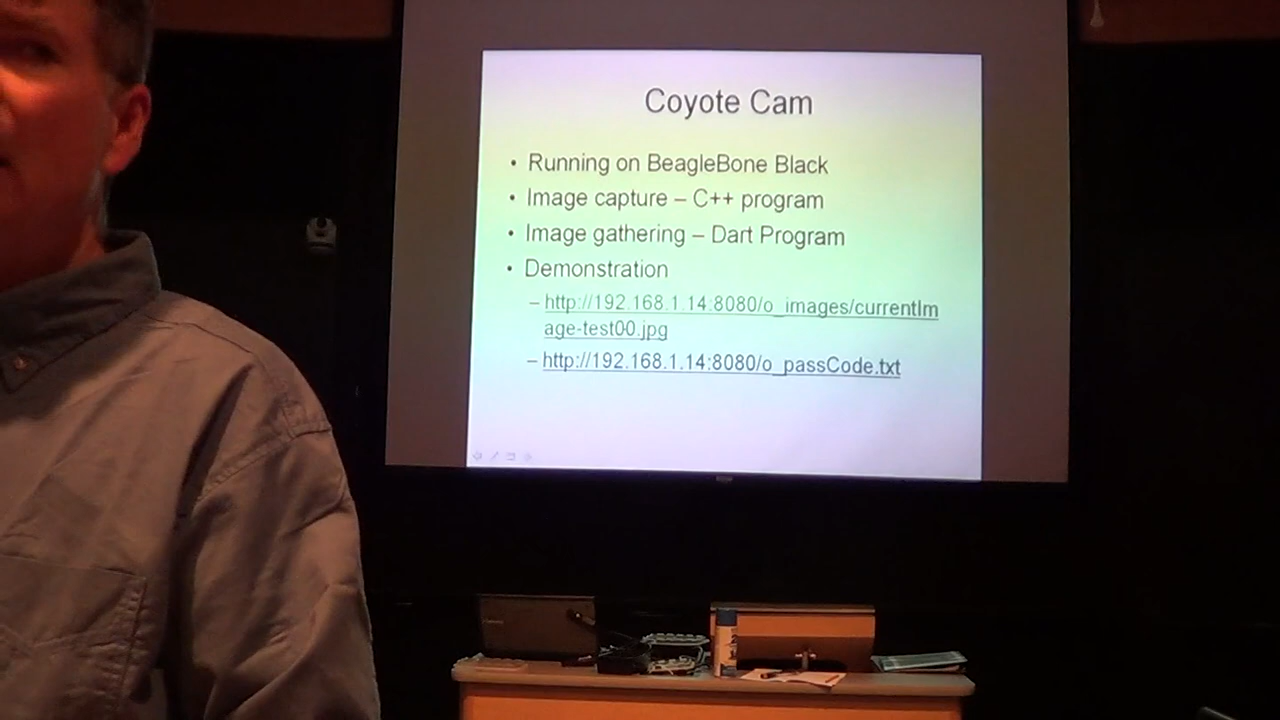 Coyote Cam
• Running on BeagleBone Black
• Image capture – C++ program
• Image gathering – Dart Program
• Demonstration
– http://192.168.1.14:8080/o_images/currentIm
age-test00.jpg
– http://192.168.1.14:8080/o_passCode.txt